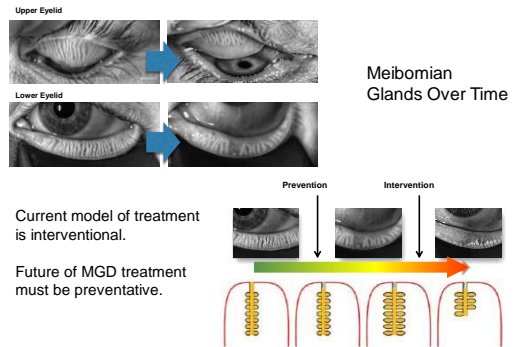 Upper Eyelid
Meibomian
Glands Over Time
Lower Eyelid
Prevention
Intervention
Current model of treatment
is interventional.
Future of MGD treatment
must be preventative.